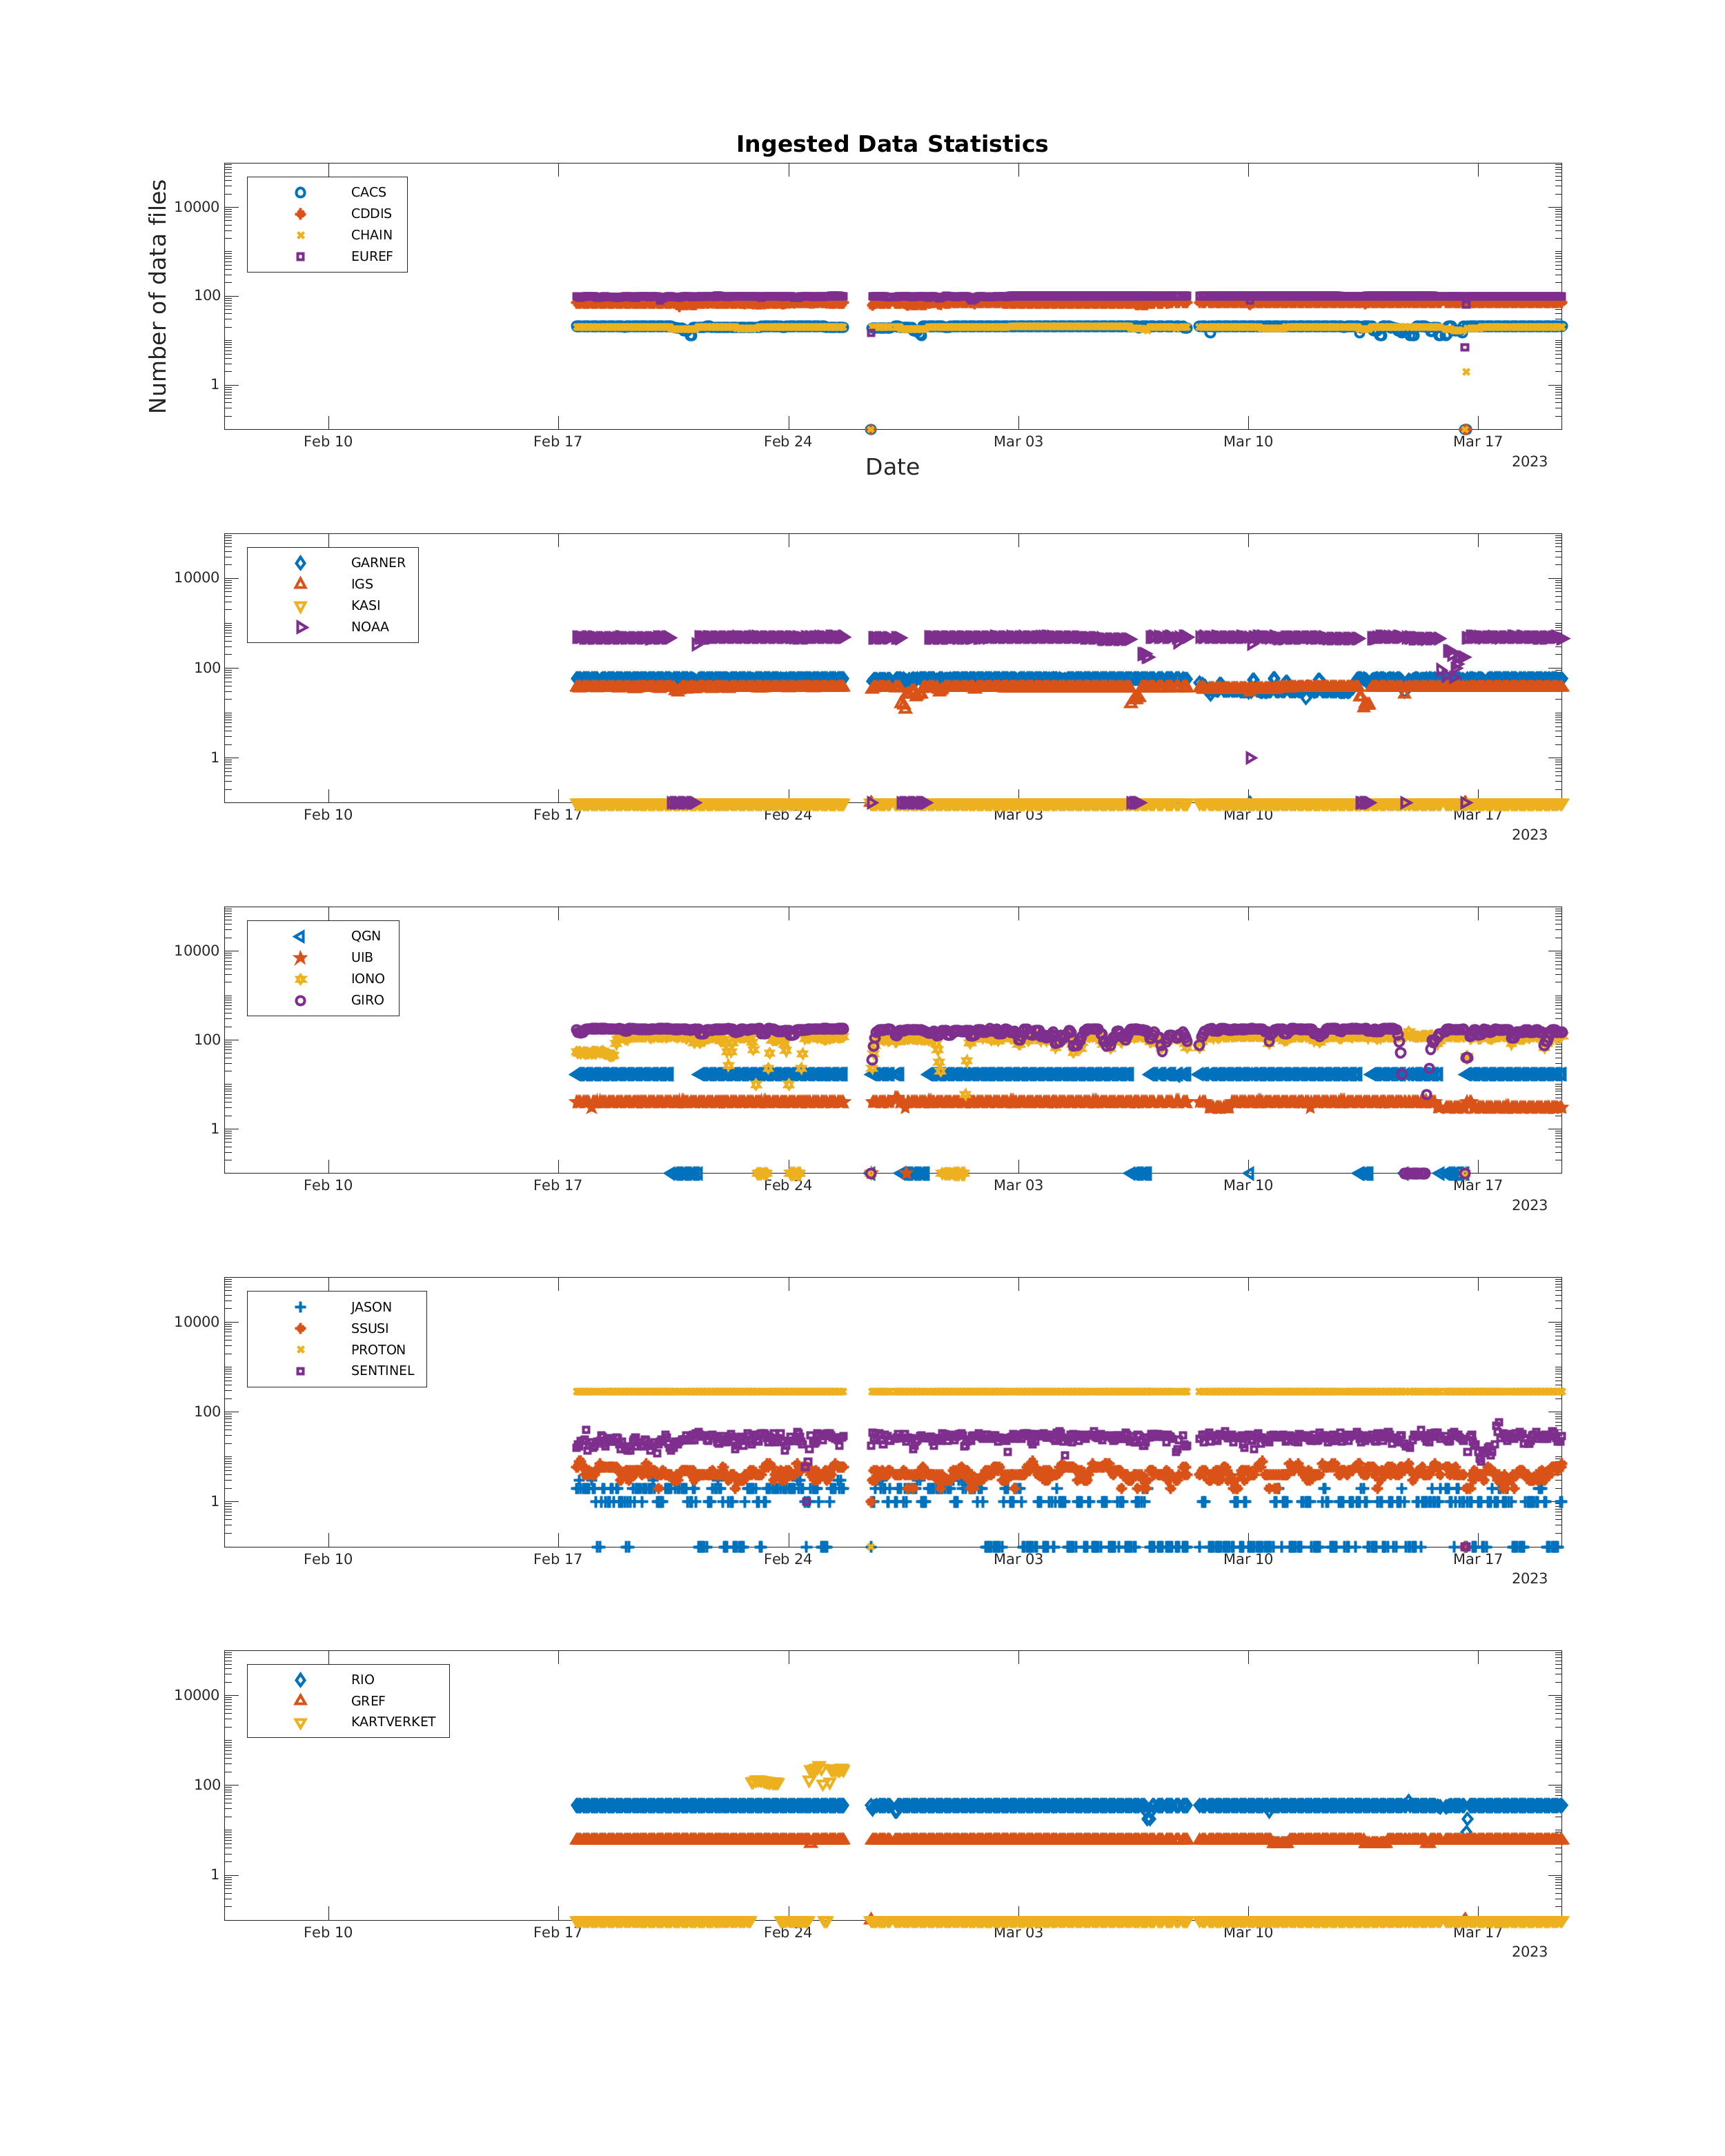 Ingested Data Statistics
Number of data files
10000
100
1
CACS
CDDIS
CHAIN
EUREF
Feb 10 Feb 17 Feb 24 Mar 03 Mar 10 Mar 17
2023
Date
10000
100
1
GARNER
IGS
KASI
NOAA
Feb 10 Feb 17 Feb 24 Mar 03 Mar 10 Mar 17
2023
10000
100
1
QGN
UIB
IONO
GIRO
Feb 10 Feb 17 Feb 24 Mar 03 Mar 10 Mar 17
2023
10000
100
1
JASON
SSUSI
PROTON
SENTINEL
Feb 10 Feb 17 Feb 24 Mar 03 Mar 10 Mar 17
2023
10000
100
1
RIO
GREF
KARTVERKET
Feb 10 Feb 17 Feb 24 Mar 03 Mar 10 Mar 17
2023